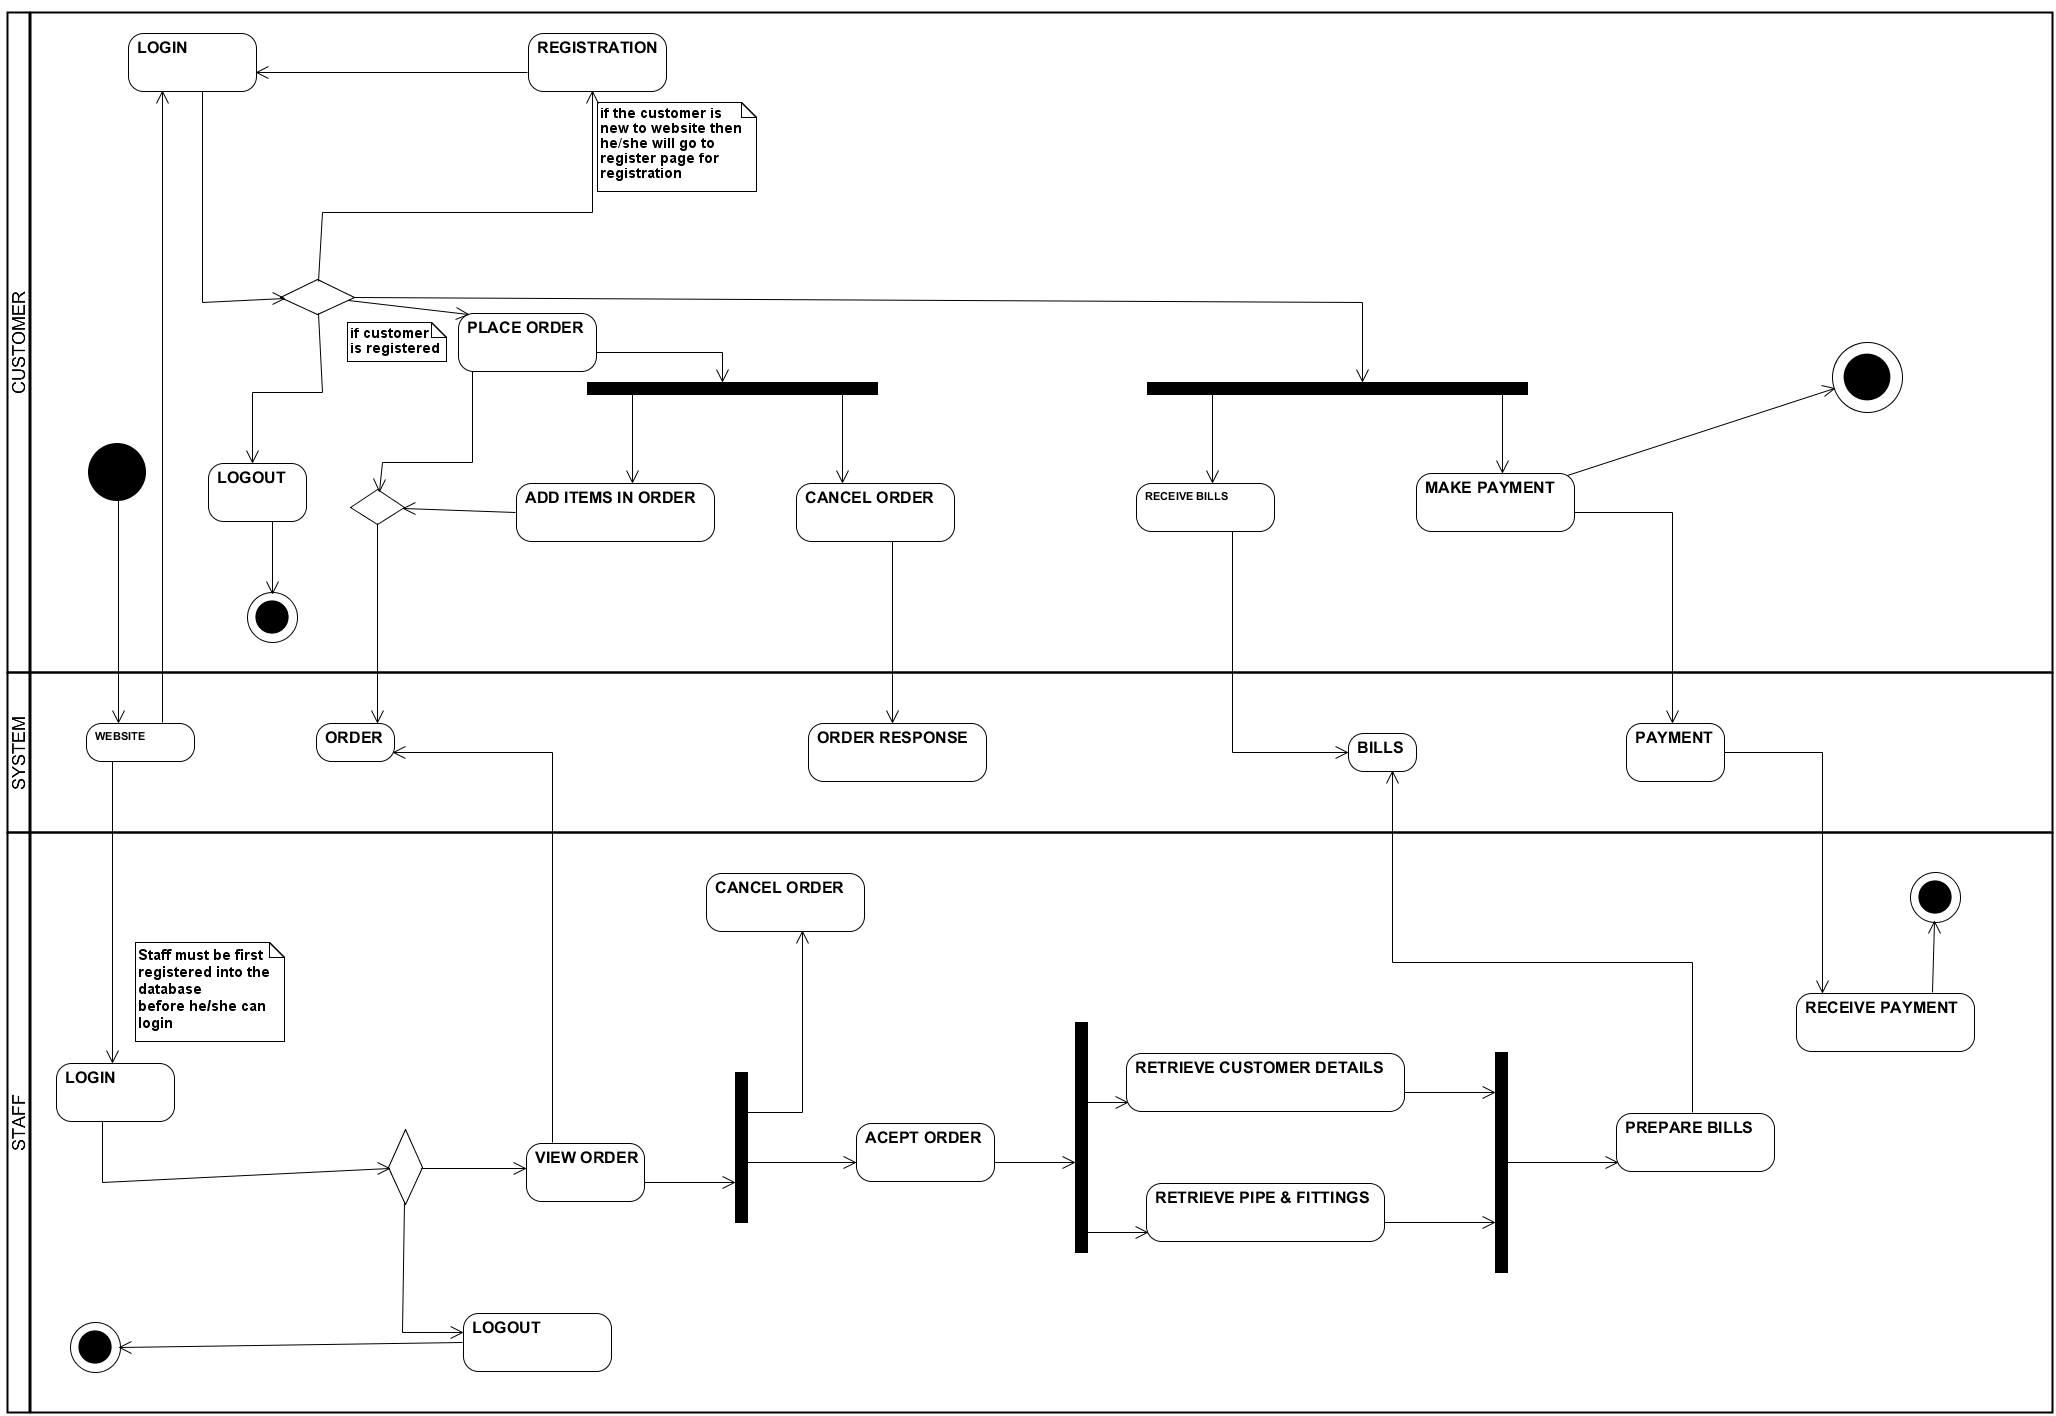 CUSTOMER
LOGIN
REGISTRATION
if the customer is
new to website then
he/she will go to
register page for
registration
if customer
is registered
PLACE ORDER
LOGOUT
ADD ITEMS IN ORDER
CANCEL ORDER
RECEIVE BILLS
MAKE PAYMENT
SYSTEM
WEBSITE
ORDER
ORDER RESPONSE
BILLS
PAYMENT
STAFF
CANCEL ORDER
Staff must be first
registered into the
database
before he/she can
login
RECEIVE PAYMENT
LOGIN
RETRIEVE CUSTOMER DETAILS
VIEW ORDER
ACEPT ORDER
PREPARE BILLS
RETRIEVE PIPE & FITTINGS
LOGOUT